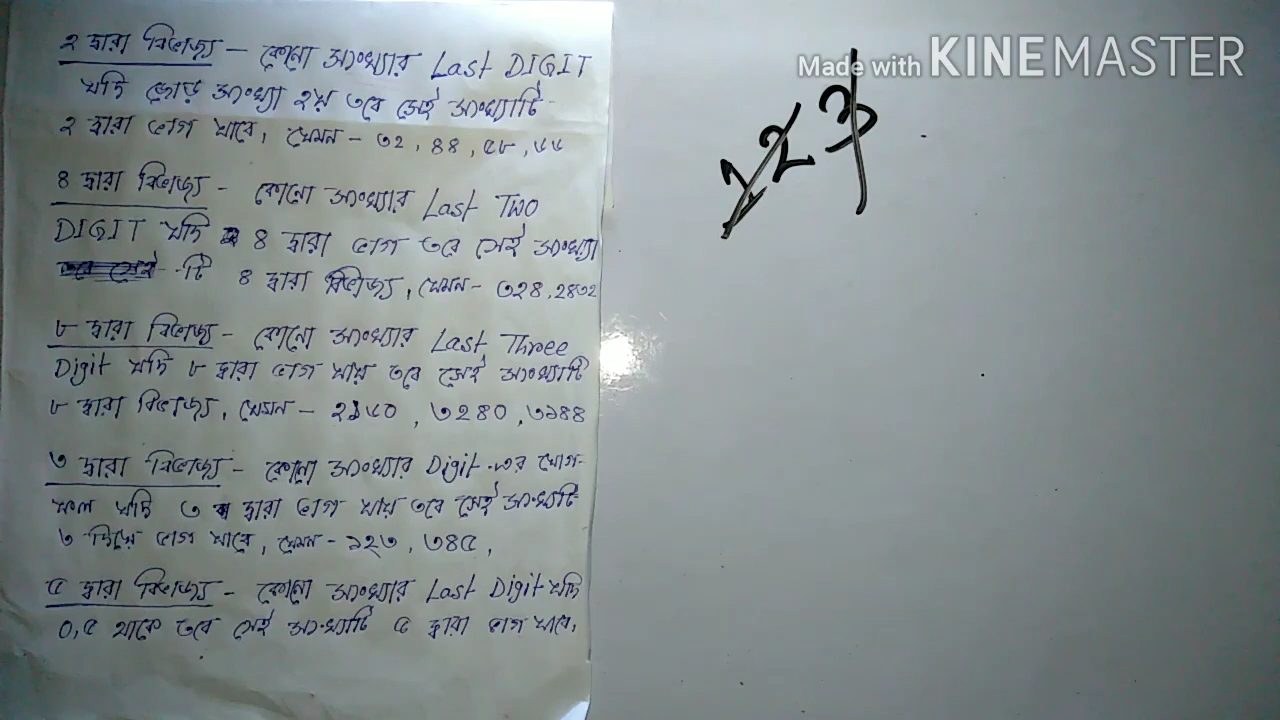 ২ দ্বারা বিভাজ্য – কোনো সংখ্যার Last DIGIT
যদি জোড় সংখ্যা হয় তবে সেই সংখ্যাটি
২ দ্বারা ভাগ যাবে, যেমন – ৩২, ৪৪, ৫৮,
৪ দ্বারা বিভাজ্য – কোনো সংখ্যার Last Two
DIGIT যদি ৪ দ্বারা ভাগ তবে সেই সংখ্যা
টি ৪ দ্বারা বিভাজ্য, যেমন – ৩২৪, ২৪৩২
৮ দ্বারা বিভাজ্য – কোনো সংখ্যার Last Three
Digit যদি ৮ দ্বারা ভাগ যায় তবে সেই সংখ্যাটি
৮ দ্বারা বিভাজ্য, যেমন – ৩২৪০, ৩১৪৪
৩ দ্বারা বিভাজ্য – কোনো সংখ্যার Digit এর যোগ-
ফল যদি ৩ দ্বারা ভাগ যায় তবে সেই সংখ্যাটি
৩ দিয়ে ভাগ যাবে, যেমন – ১২৩, ৩৪৫,
৫ দ্বারা বিভাজ্য – কোনো সংখ্যার Last Digit যদি
0,৫ থাকে তবে সেই সংখ্যাটি ৫ দ্বারা ভাগ যাবে,
Made with KINEMASTER
123